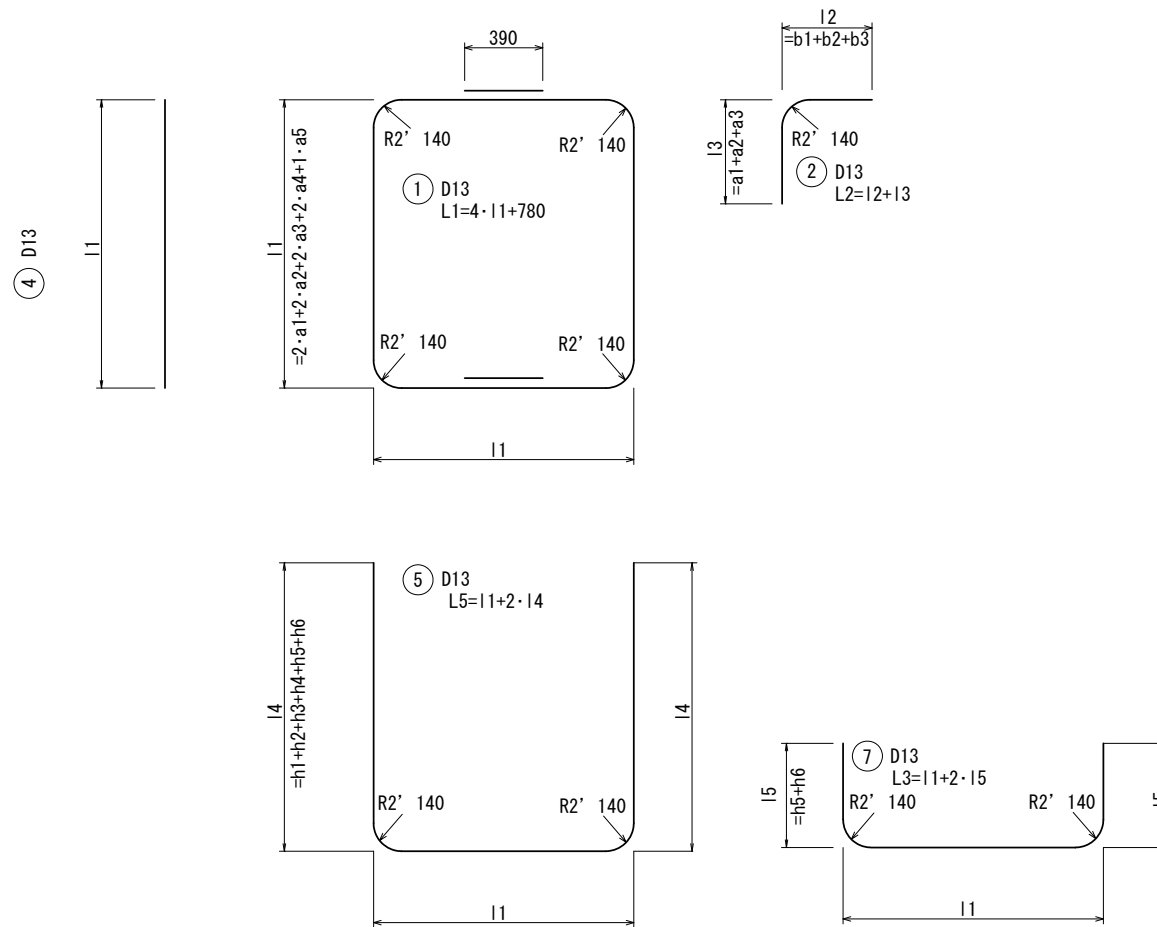 l2
=b1+b2+b3
390
l1
l1
=2・a1+2・a2+2・a3+2・a4+1・a5
l3
=a1+a2+a3
R2’ 140
R2’ 140
R2’ 140
1 D13
L1=4・l1+780
2 D13
L2=l2+l3
4 D13
R2’ 140
R2’ 140
l1
5 D13
L5=l1+2・l4
l4
=h1+h2+h3+h4+h5+h6
l4
7 D13
L3=l1+2・l5
l5
=h5+h6
R2’ 140
R2’ 140
R2’ 140
R2’ 140
l1
l1